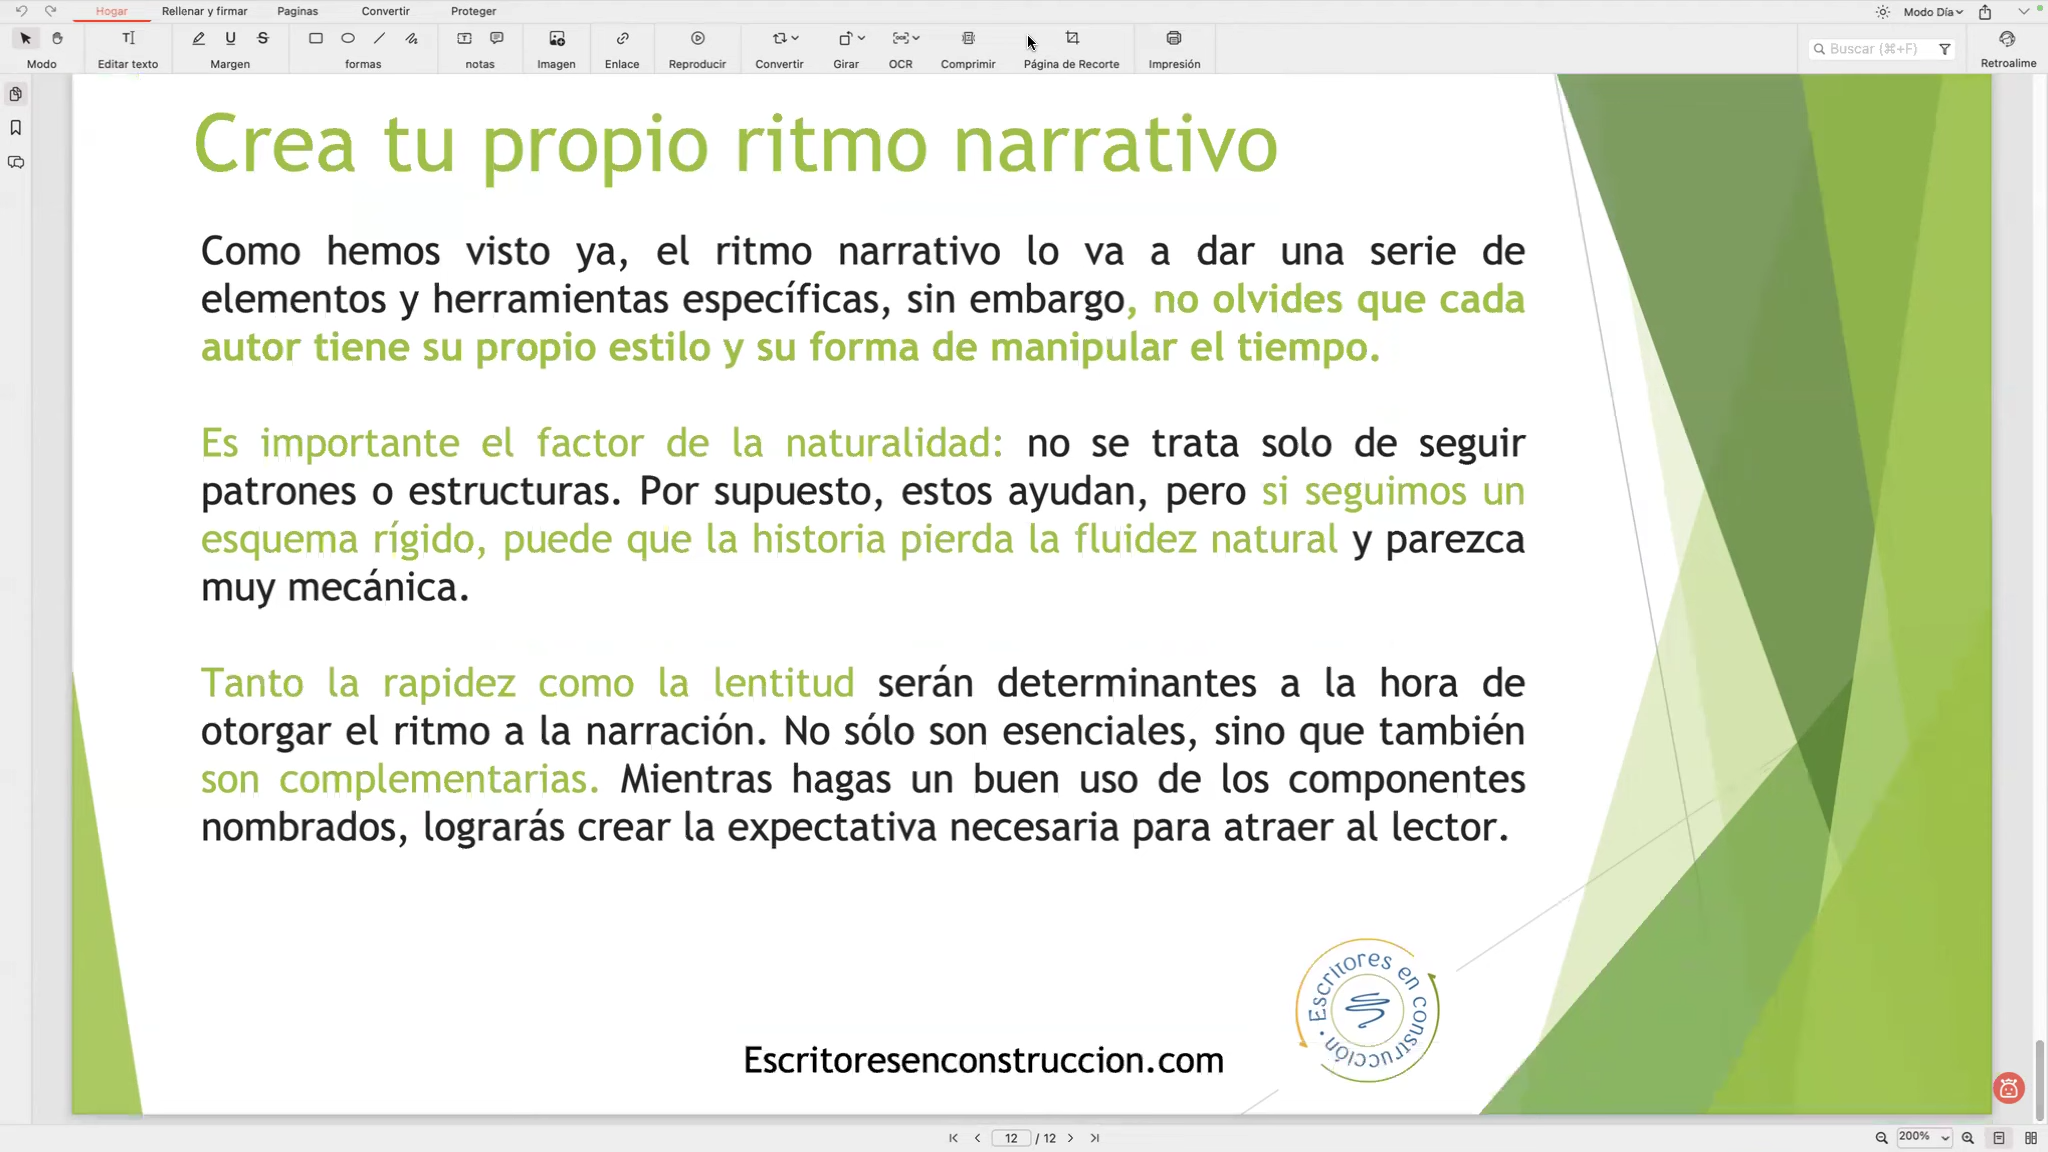 Hogar
Rellenar y firmar
Paginas
Convertir
Proteger
Modo Día
Modo
Editar texto
Margen
formas
notas
Imagen
Enlace
Reproducir
Convertir
Girar
OCR
Comprimir
Página de Recorte
Impresión
Buscar (⌘+F)
Retroalime
Crea tu propio ritmo narrativo
Como hemos visto ya, el ritmo narrativo lo va a dar una serie de
elementos y herramientas específicas, sin embargo, no olvides que cada
autor tiene su propio estilo y su forma de manipular el tiempo.
Es importante el factor de la naturalidad: no se trata solo de seguir
patrones o estructuras. Por supuesto, estos ayudan, pero si seguimos un
esquema rígido, puede que la historia pierda la fluidez natural y parezca
muy mecánica.
Tanto la rapidez como la lentitud serán determinantes a la hora de
otorgar el ritmo a la narración. No sólo son esenciales, sino que también
son complementarias. Mientras hagas un buen uso de los componentes
nombrados, lograrás crear la expectativa necesaria para atraer al lector.
Escritores en construcción
Escritoresenconstruccion.com
12 / 12
200%